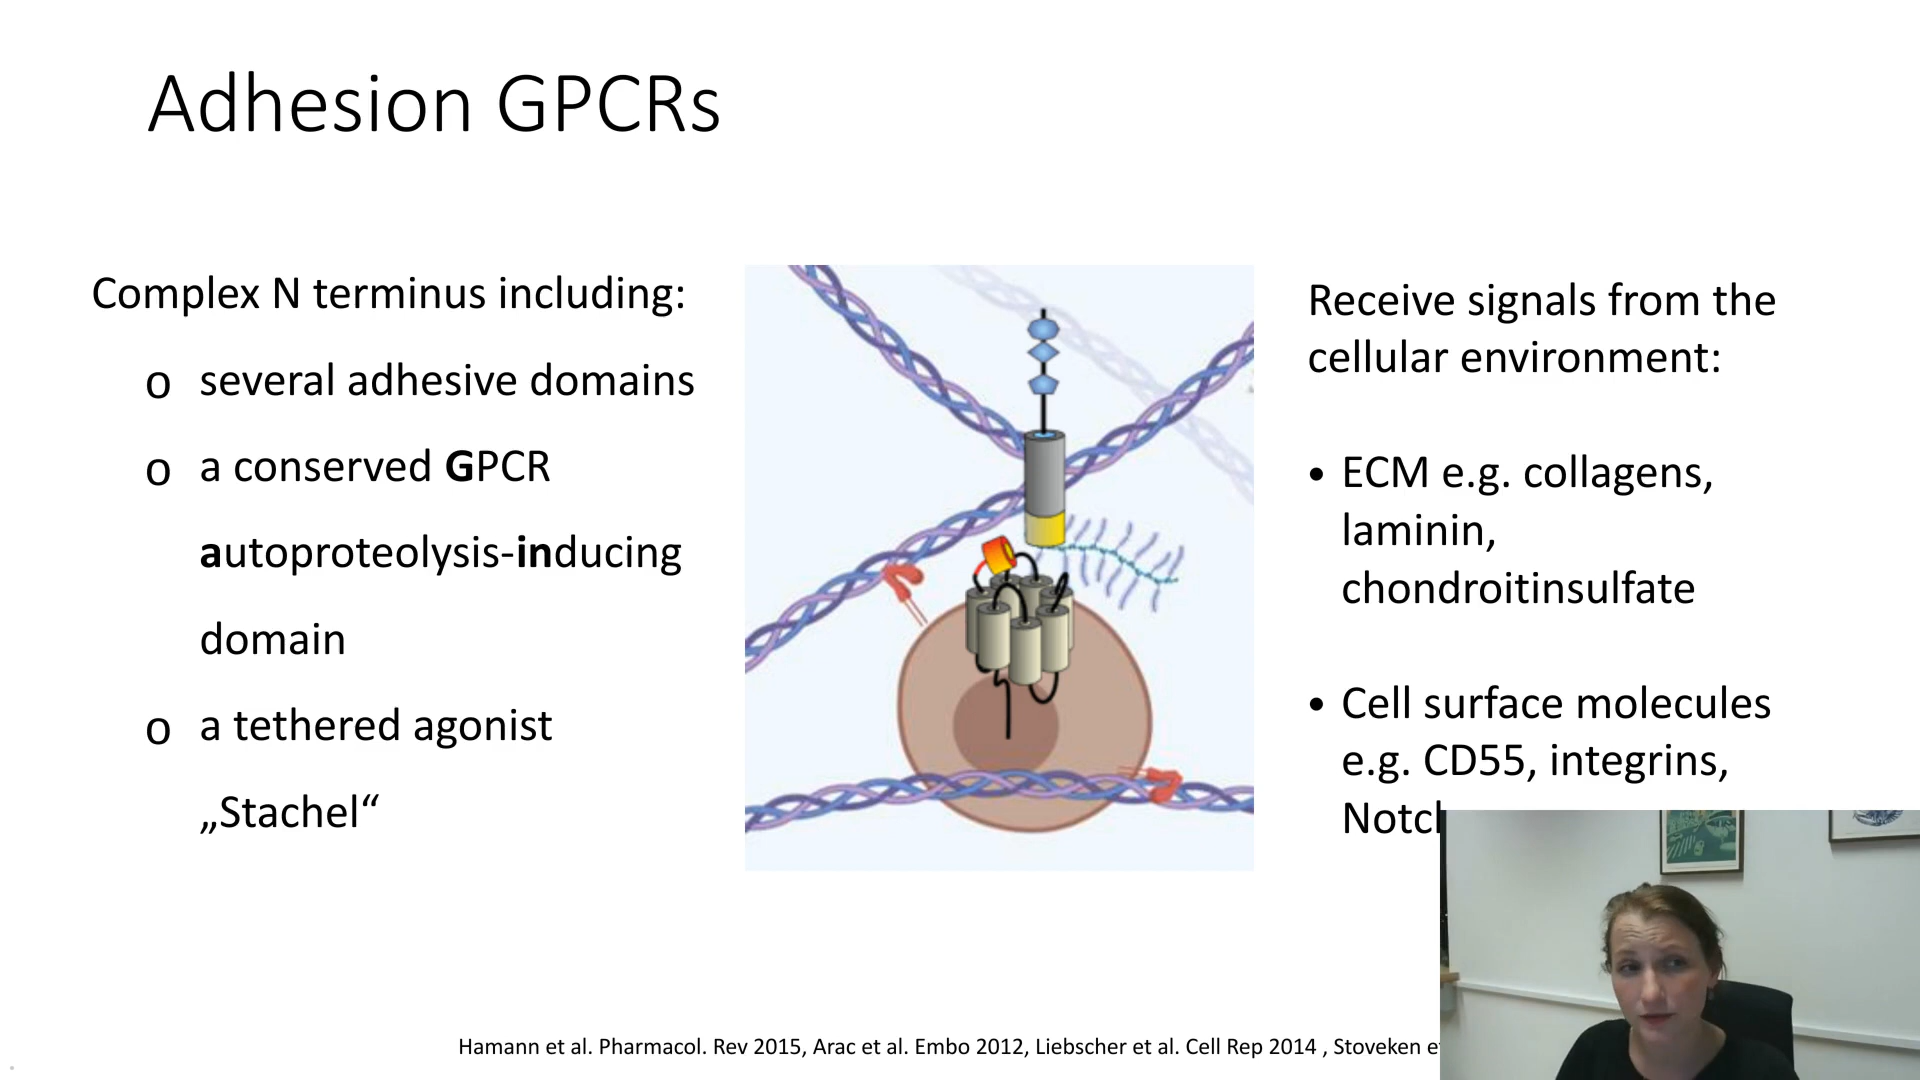 Adhesion GPCRs
Complex N terminus including:
o several adhesive domains
o a conserved GPCR
autoproteolysis-inducing
domain
o a tethered agonist
„Stachel“
Receive signals from the
cellular environment:
• ECM e.g. collagens,
laminin,
chondroitinsulfate
• Cell surface molecules
e.g. CD55, integrins,
Hamann et al. Pharmacol. Rev 2015, Arac et al. Embo 2012, Liebscher et al. Cell Rep 2014 , Stoveken